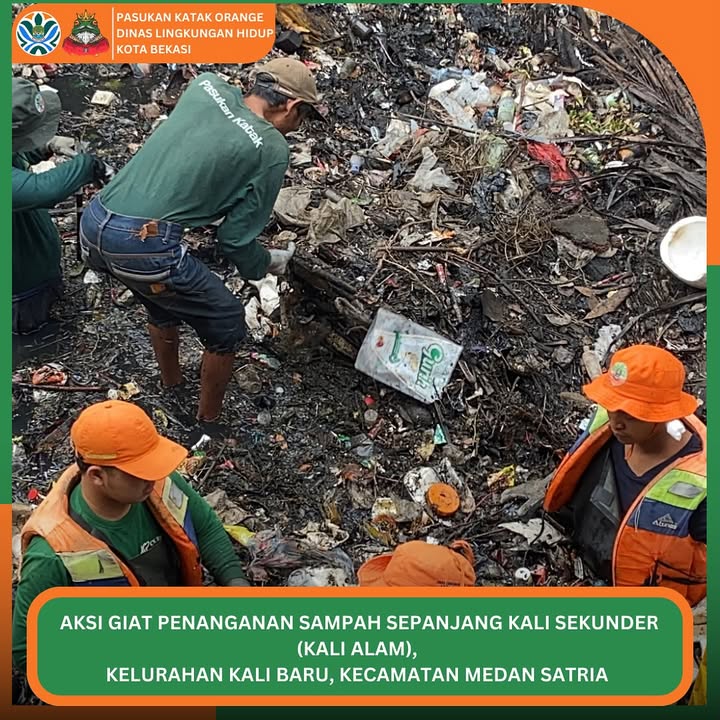 PASUKAN KATAK ORANGE
DINAS LINGKUNGAN HIDUP
KOTA BEKASI
Pasukan Katak
AKSI GIAT PENANGANAN SAMPAH SEPANJANG KALI SEKUNDER
(KALI ALAM),
KELURAHAN KALI BARU, KECAMATAN MEDAN SATRIA